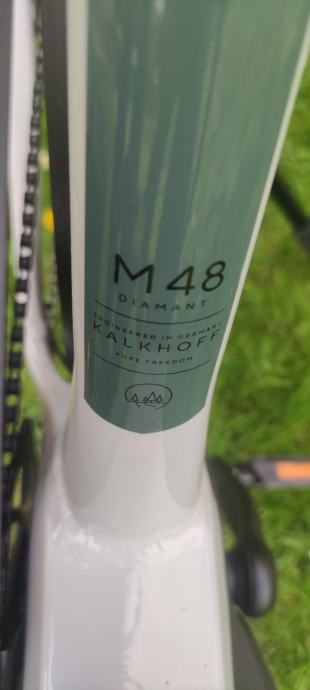 M48
DIAMANT
ENGINEERED IN GERMANY
KALKHOFF
PURE FREEDOM